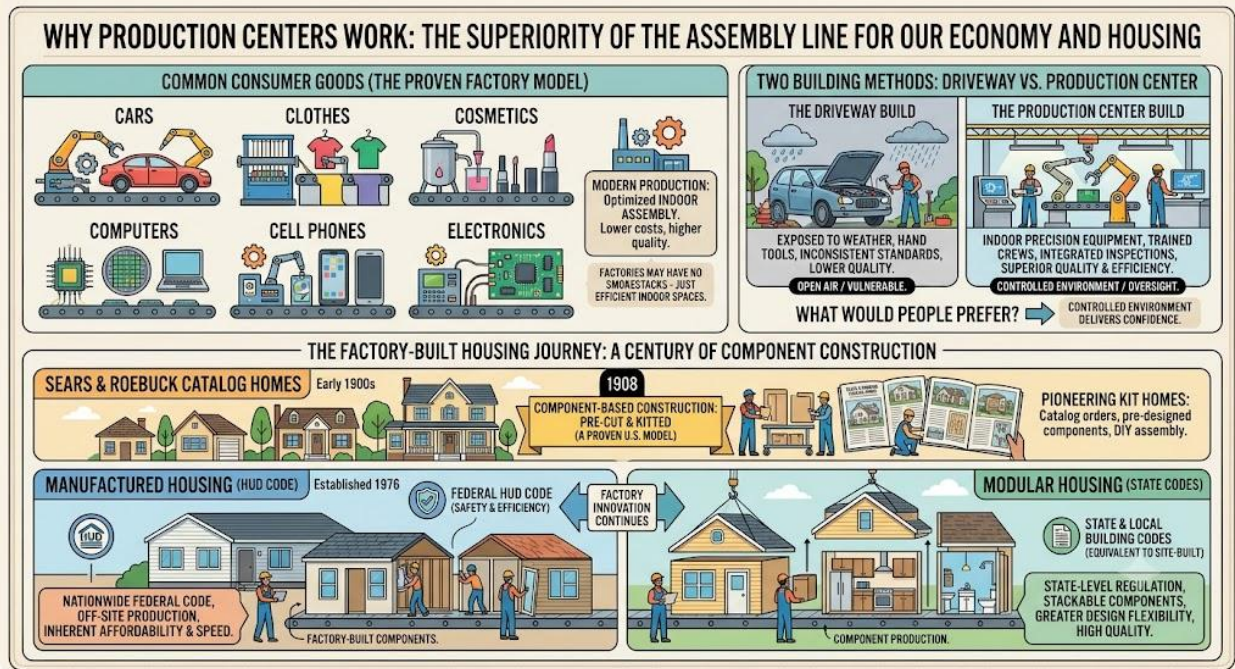 WHY PRODUCTION CENTERS WORK: THE SUPERIORITY OF THE ASSEMBLY LINE FOR OUR ECONOMY AND HOUSING
COMMON CONSUMER GOODS (THE PROVEN FACTORY MODEL)
CARS
CLOTHES
COSMETICS
COMPUTERS
CELL PHONES
ELECTRONICS
MODERN PRODUCTION:
Optimized INDOOR
ASSEMBLY.
Lower costs, higher
quality.
FACTORIES MAY HAVE NO
SMOKESTACKS - JUST
EFFICIENT INDOOR SPACES.
TWO BUILDING METHODS: DRIVEWAY VS. PRODUCTION CENTER
THE DRIVEWAY BUILD
EXPOSED TO WEATHER, HAND
TOOLS, INCONSISTENT STANDARDS,
LOWER QUALITY.
OPEN AIR / VULNERABLE.
THE PRODUCTION CENTER BUILD
INDOOR PRECISION EQUIPMENT, TRAINED
CREWS, INTEGRATED INSPECTIONS,
SUPERIOR QUALITY & EFFICIENCY.
CONTROLLED ENVIRONMENT / OVERSIGHT.
WHAT WOULD PEOPLE PREFER?
CONTROLLED ENVIRONMENT
DELIVERS CONFIDENCE.
THE FACTORY-BUILT HOUSING JOURNEY: A CENTURY OF COMPONENT CONSTRUCTION
SEARS & ROEBUCK CATALOG HOMES
Early 1900s
1908
COMPONENT-BASED CONSTRUCTION:
PRE-CUT & KITTED
(A PROVEN U.S. MODEL)
PIONEERING KIT HOMES:
Catalog orders, pre-designed
components, DIY assembly.
MANUFACTURED HOUSING (HUD CODE)
Established 1976
HUD
FEDERAL HUD CODE
(SAFETY & EFFICIENCY)
NATIONWIDE FEDERAL CODE,
OFF-SITE PRODUCTION,
INHERENT AFFORDABILITY & SPEED.
FACTORY-BUILT COMPONENTS.
FACTORY
INNOVATION
CONTINUES
MODULAR HOUSING (STATE CODES)
STATE & LOCAL
BUILDING CODES
(EQUIVALENT TO SITE-BUILT)
STATE-LEVEL REGULATION,
STACKABLE COMPONENTS,
GREATER DESIGN FLEXIBILITY,
HIGH QUALITY.
COMPONENT PRODUCTION.